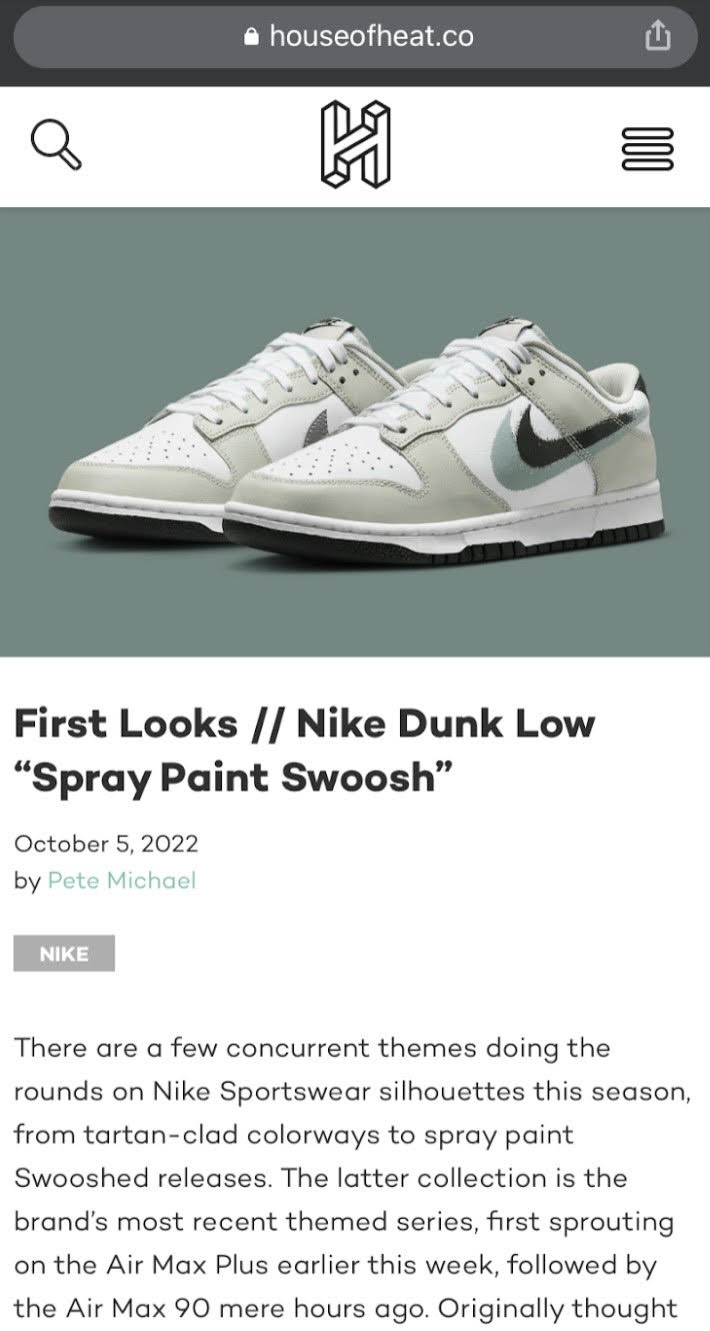 houseofheat.co
First Looks // Nike Dunk Low
“Spray Paint Swoosh”
October 5, 2022
by Pete Michael
NIKE
There are a few concurrent themes doing the
rounds on Nike Sportswear silhouettes this season,
from tartan-clad colorways to spray paint
Swooshed releases. The latter collection is the
brand’s most recent themed series, first sprouting
on the Air Max Plus earlier this week, followed by
the Air Max 90 mere hours ago. Originally thought